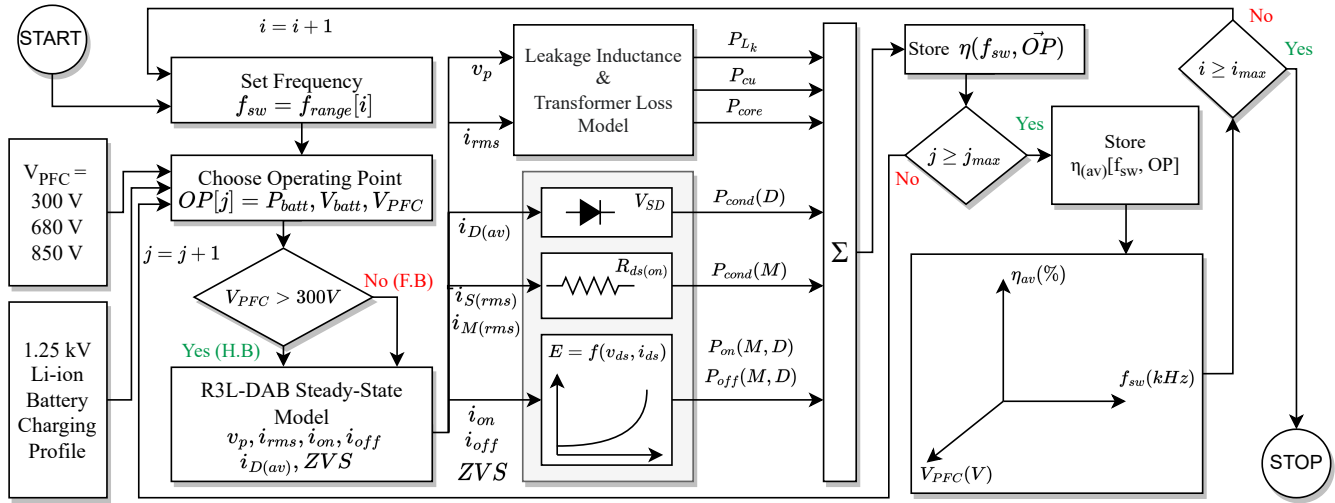 START
i = i + 1
Set Frequency
f_sw = f_range[i]
V_PFC =
300 V
680 V
850 V
Choose Operating Point
OP[j] = P_batt, V_batt, V_PFC
j = j + 1
V_PFC > 300V
No (F.B)
Yes (H.B)
1.25 kV
Li-ion
Battery
Charging
Profile
R3L-DAB Steady-State
Model
v_p, i_rms, i_on, i_off
i_D(av), ZVS
v_p
i_rms
i_D(av)
i_S(rms)
i_M(rms)
i_on
i_off
ZVS
Leakage Inductance
&
Transformer Loss
Model
V_SD
R_ds(on)
E = f(v_ds, i_ds)
P_Lk
P_cu
P_core
P_cond(D)
P_cond(M)
P_on(M, D)
P_off(M, D)
Σ
Store η(f_sw, O⃗P)
j ≥ j_max
Yes
No
Store
η_(av)[f_sw, OP]
η_av(%)
f_sw(kHz)
V_PFC(V)
No
i ≥ i_max
Yes
STOP